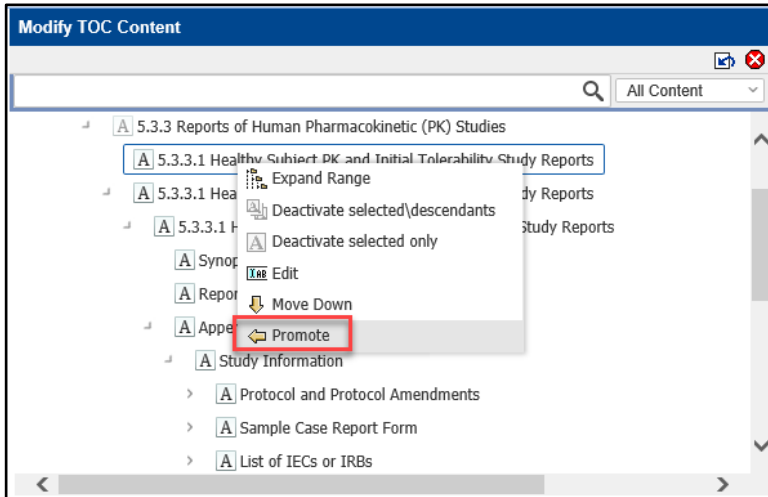 Modify TOC Content
All Content
A 5.3.3 Reports of Human Pharmacokinetic (PK) Studies
A 5.3.3.1 Healthy Subject PK and Initial Tolerability Study Reports
A 5.3.3.1 Hea dy Reports
A 5.3.3.1 H Study Reports
A Synop
A Repor
A Appe
A Study Information
A Protocol and Protocol Amendments
A Sample Case Report Form
A List of IECs or IRBs
Expand Range
Deactivate selected\descendants
Deactivate selected only
Edit
Move Down
Promote